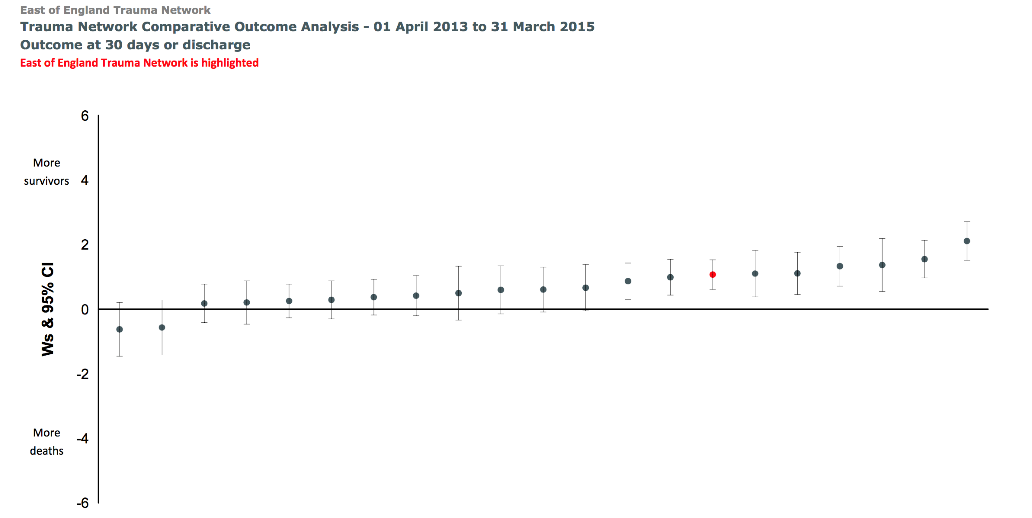 East of England Trauma Network
Trauma Network Comparative Outcome Analysis - 01 April 2013 to 31 March 2015
Outcome at 30 days or discharge
East of England Trauma Network is highlighted
6
More
survivors
4
2
0
-2
More
deaths
-4
-6
Ws & 95% CI